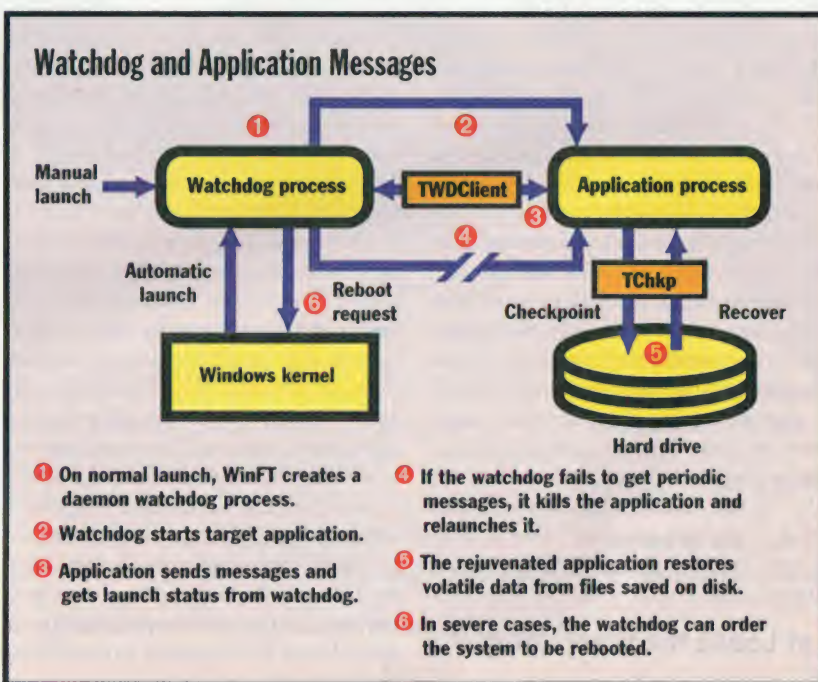 Watchdog and Application Messages
1
2
Manual
launch
Watchdog process
TWDClient
Application process
3
4
Automatic
launch
6
Reboot
request
TChkp
Checkpoint
Recover
Windows kernel
5
Hard drive
1 On normal launch, WinFT creates a
daemon watchdog process.
2 Watchdog starts target application.
3 Application sends messages and
gets launch status from watchdog.
4 If the watchdog fails to get periodic
messages, it kills the application and
relaunches it.
5 The rejuvenated application restores
volatile data from files saved on disk.
6 In severe cases, the watchdog can order
the system to be rebooted.